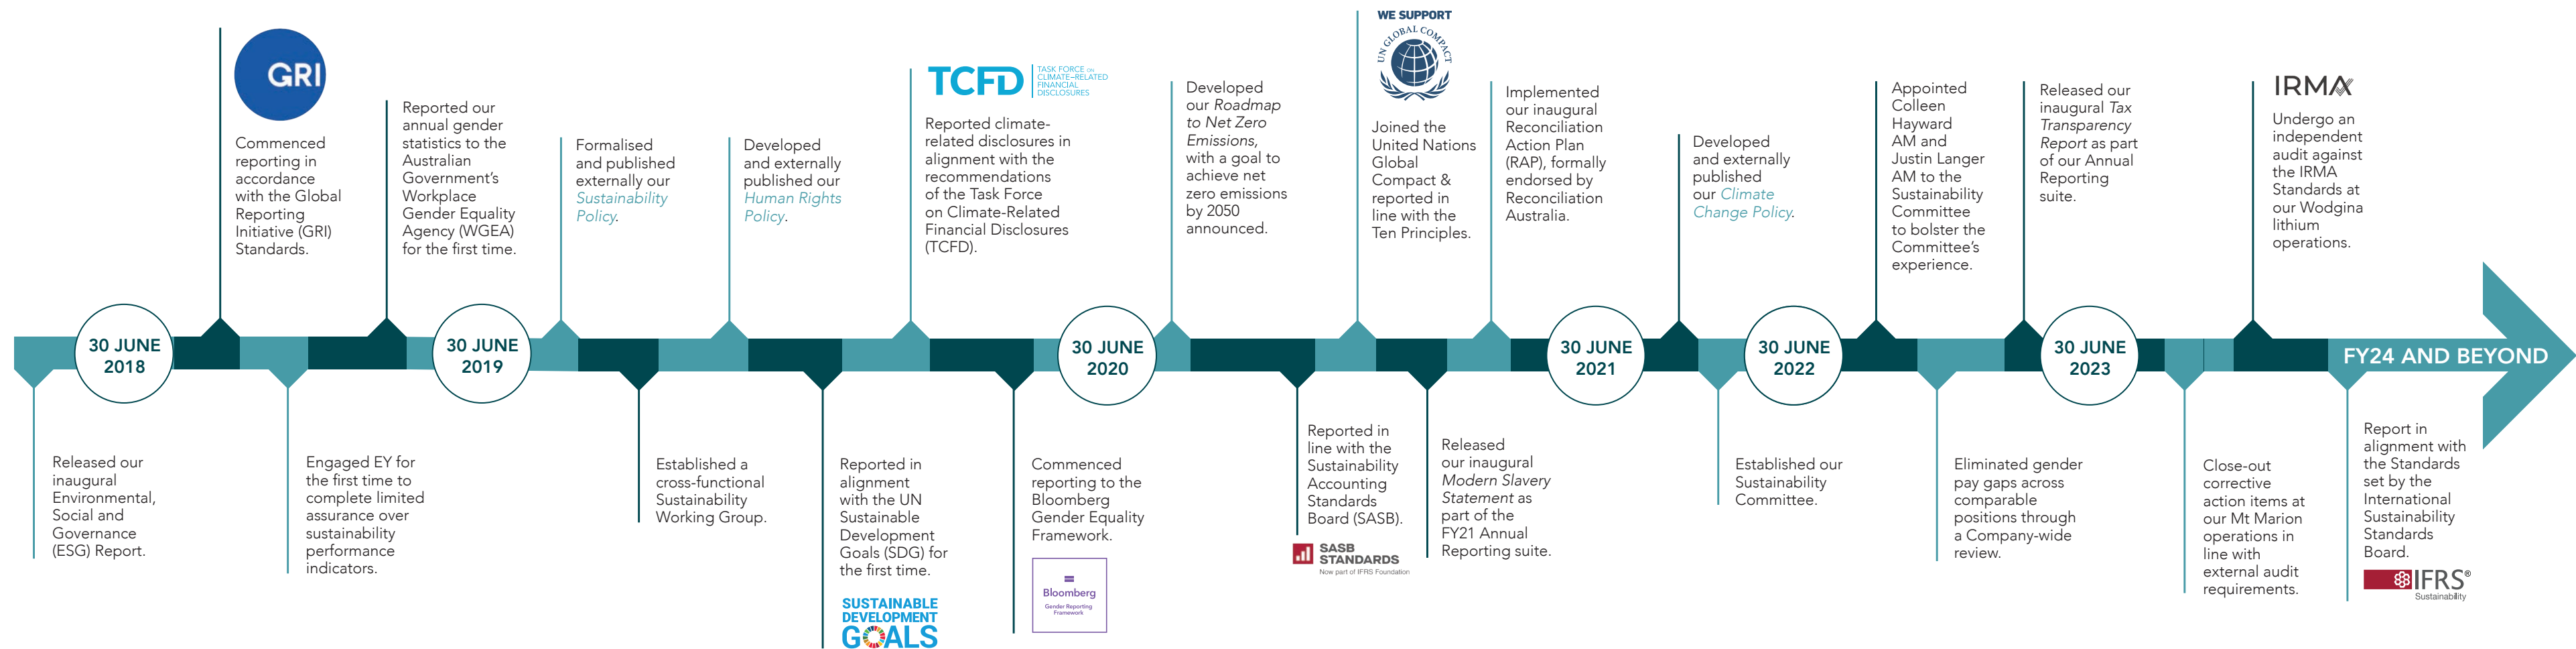 GRI
Commenced
reporting in
accordance
with the Global
Reporting
Initiative (GRI)
Standards.
Reported our
annual gender
statistics to the
Australian
Government's
Workplace
Gender Equality
Agency (WGEA)
for the first time.
Formalised
and published
externally our
Sustainability
Policy.
Developed
and externally
published our
Human Rights
Policy.
TCFD
TASK FORCE ON
CLIMATE-RELATED
FINANCIAL
DISCLOSURES
Reported climate-
related disclosures in
alignment with the
recommendations
of the Task Force
on Climate-Related
Financial Disclosures
(TCFD).
Developed
our Roadmap
to Net Zero
Emissions,
with a goal to
achieve net
zero emissions
by 2050
announced.
WE SUPPORT
UN GLOBAL COMPACT
Joined the
United Nations
Global
Compact &
reported in
line with the
Ten Principles.
Implemented
our inaugural
Reconciliation
Action Plan
(RAP), formally
endorsed by
Reconciliation
Australia.
Developed
and externally
published
our Climate
Change Policy.
Appointed
Colleen
Hayward
AM and
Justin Langer
AM to the
Sustainability
Committee
to bolster the
Committee's
experience.
Released our
inaugural Tax
Transparency
Report as part
of our Annual
Reporting
suite.
IRMA
Undergo an
independent
audit against
the IRMA
Standards at
our Wodgina
lithium
operations.
30 JUNE
2018
30 JUNE
2019
30 JUNE
2020
30 JUNE
2021
30 JUNE
2022
30 JUNE
2023
FY24 AND BEYOND
Released our
inaugural
Environmental,
Social and
Governance
(ESG) Report.
Engaged EY for
the first time to
complete limited
assurance over
sustainability
performance
indicators.
Established a
cross-functional
Sustainability
Working Group.
Reported in
alignment
with the UN
Sustainable
Development
Goals (SDG) for
the first time.
SUSTAINABLE
DEVELOPMENT
GOALS
Commenced
reporting to the
Bloomberg
Gender Equality
Framework.
Bloomberg
Gender Reporting
Framework
Reported in
line with the
Sustainability
Accounting
Standards
Board (SASB).
SASB
STANDARDS
Now part of IFRS Foundation
Released
our inaugural
Modern Slavery
Statement as
part of the
FY21 Annual
Reporting suite.
Established our
Sustainability
Committee.
Eliminated gender
pay gaps across
comparable
positions through
a Company-wide
review.
Close-out
corrective
action items at
our Mt Marion
operations in
line with
external audit
requirements.
Report in
alignment with
the Standards
set by the
International
Sustainability
Standards
Board.
IFRS®
Sustainability